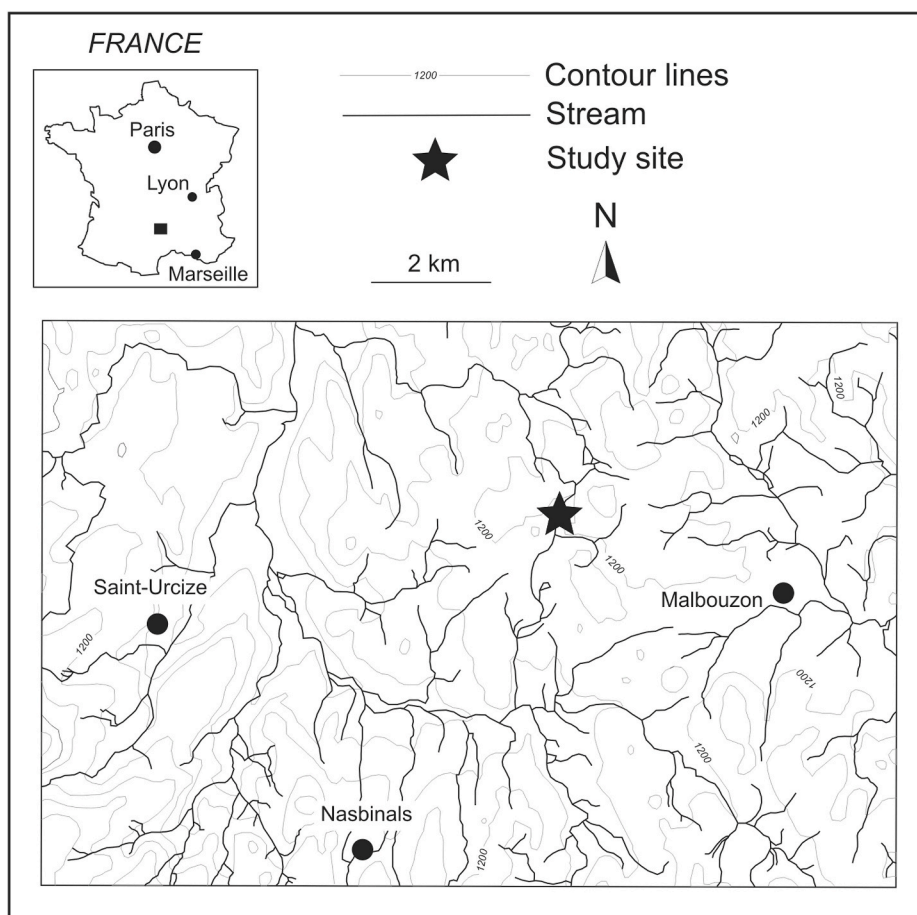 FRANCE
Paris
Lyon
Marseille
1200
Contour lines
Stream
Study site
N
2 km
1200
1200
1200
1200
Saint-Urcize
Malbouzon
1200
1200
1200
Nasbinals
1200